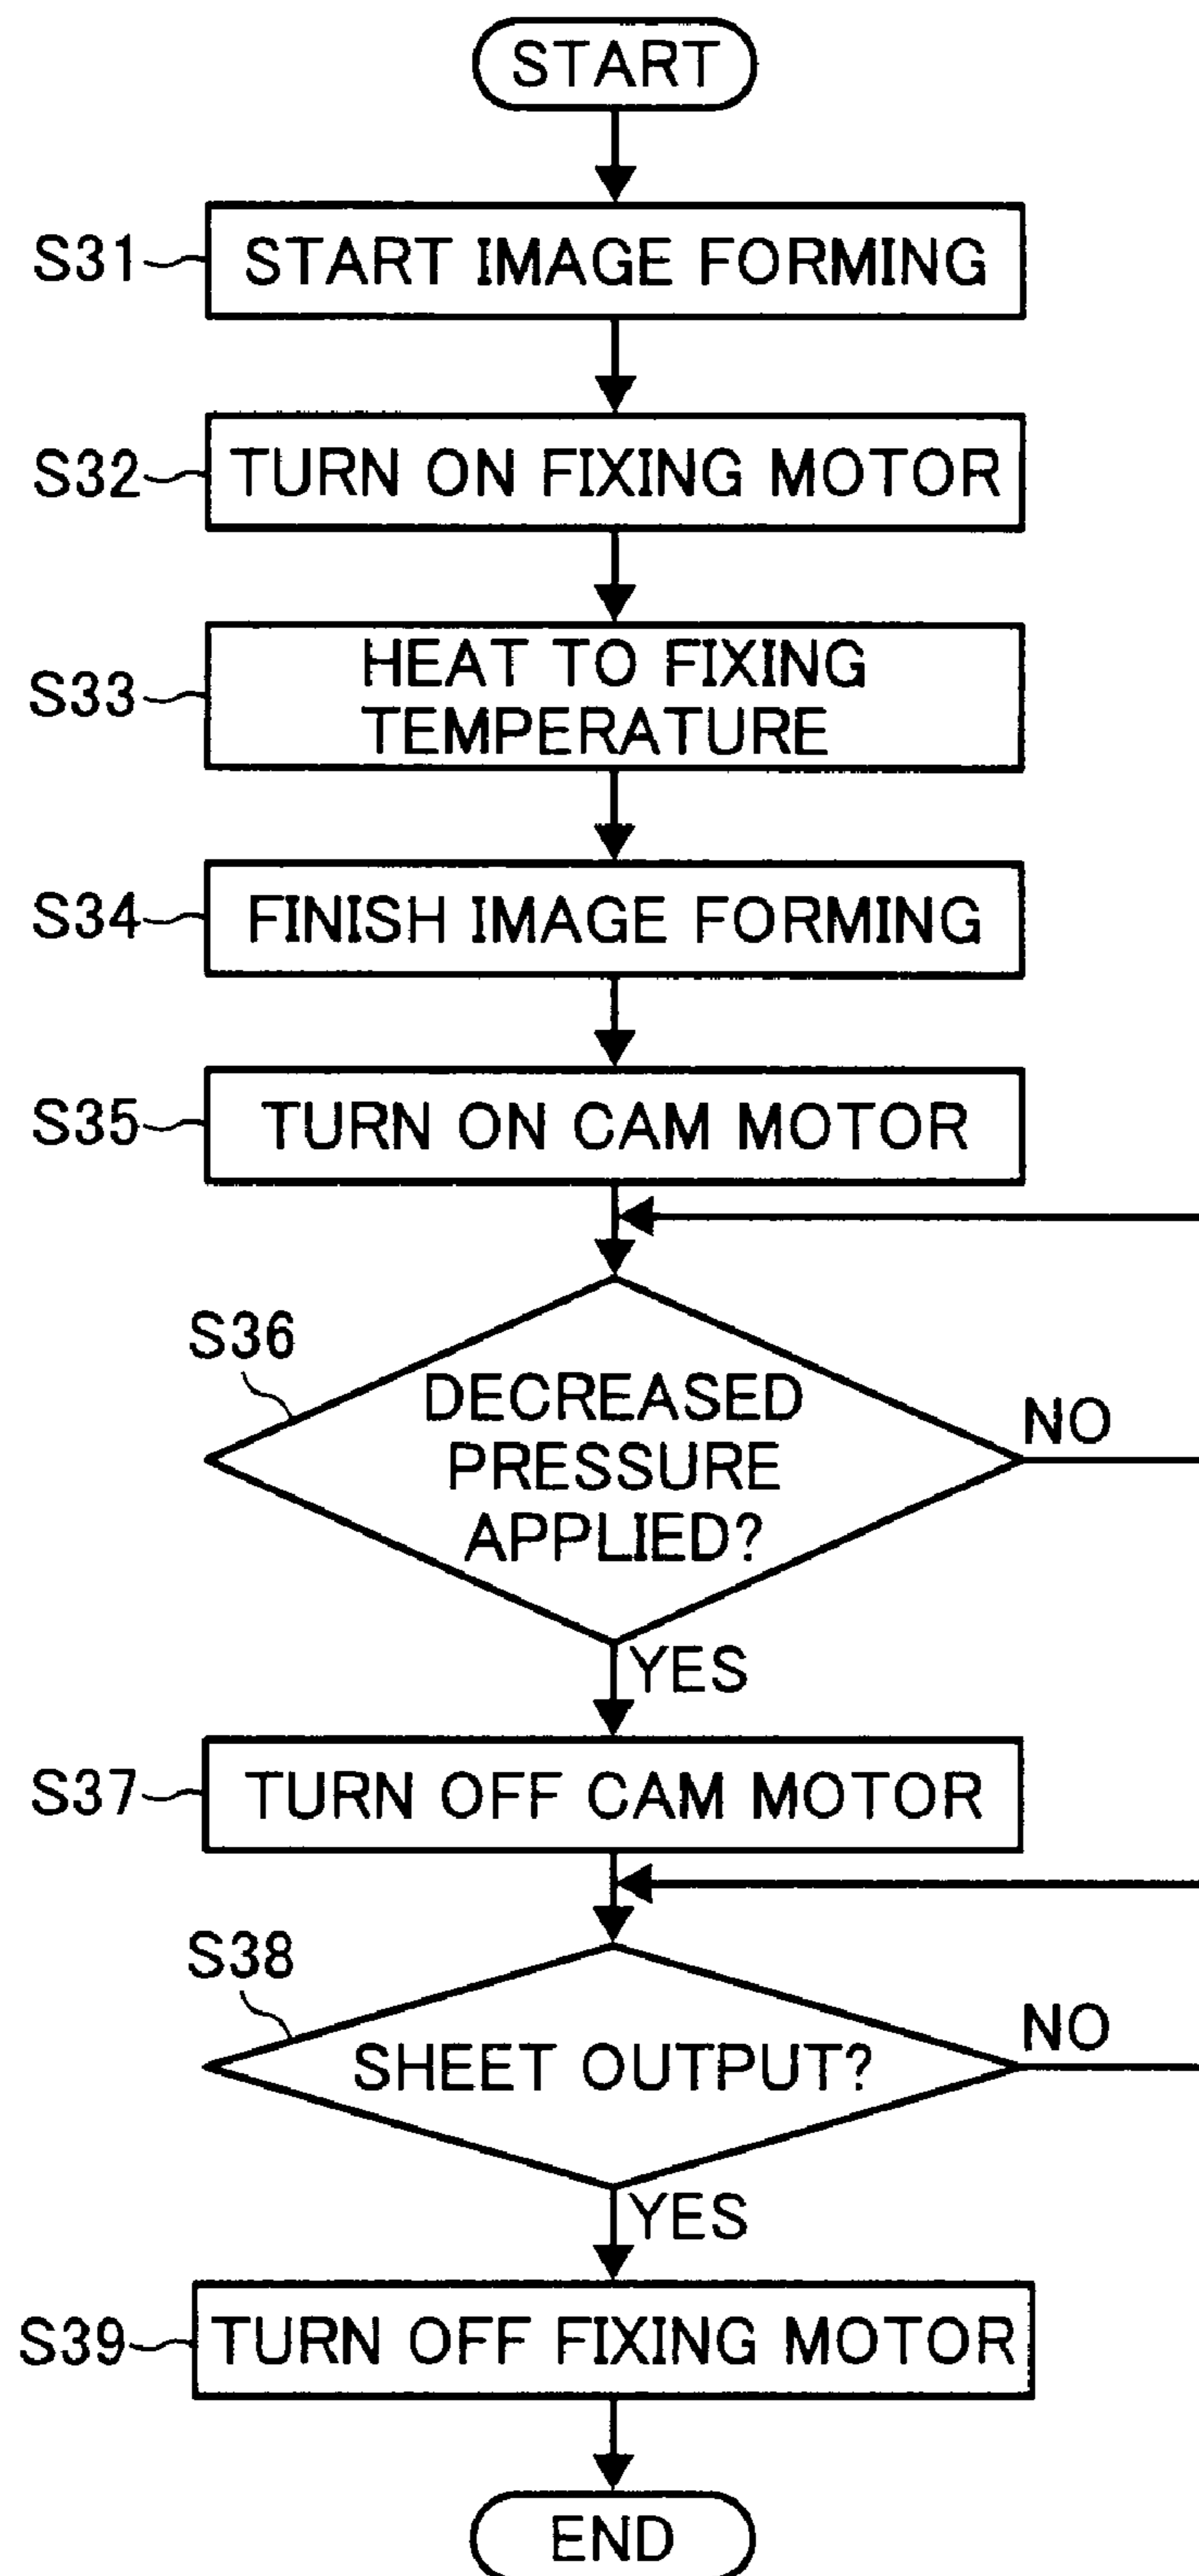 START
S31
START IMAGE FORMING
S32
TURN ON FIXING MOTOR
S33
HEAT TO FIXING
TEMPERATURE
S34
FINISH IMAGE FORMING
S35
TURN ON CAM MOTOR
S36
DECREASED
PRESSURE
APPLIED?
NO
YES
S37
TURN OFF CAM MOTOR
S38
SHEET OUTPUT?
NO
YES
S39
TURN OFF FIXING MOTOR
END